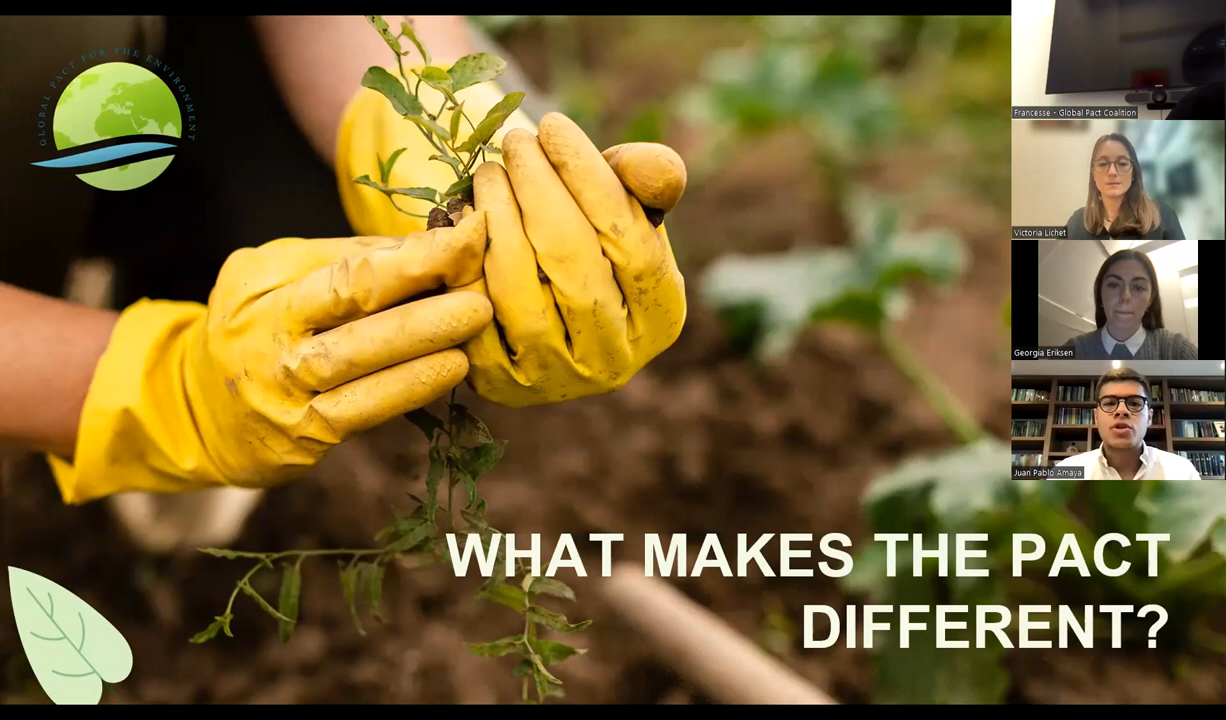 GLOBAL PACT FOR THE ENVIRONMENT
Francesse - Global Pact Coalition
Victoria Lichet
Georgia Eriksen
Juan Pablo Amaya
WHAT MAKES THE PACT
DIFFERENT?